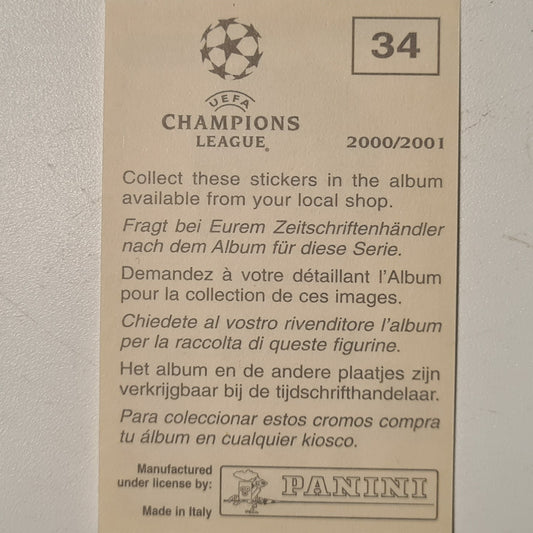 34
UEFA
CHAMPIONS
LEAGUE®
2000/2001
Collect these stickers in the album
available from your local shop.
Fragt bei Eurem Zeitschriftenhändler
nach dem Album für diese Serie.
Demandez à votre détaillant l'Album
pour la collection de ces images.
Chiedete al vostro rivenditore l'album
per la raccolta di queste figurine.
Het album en de andere plaatjes zijn
verkrijgbaar bij de tijdschrifthandelaar.
Para coleccionar estos cromos compra
tu álbum en cualquier kiosco.
Manufactured
under license by:
Made in Italy
PANINI